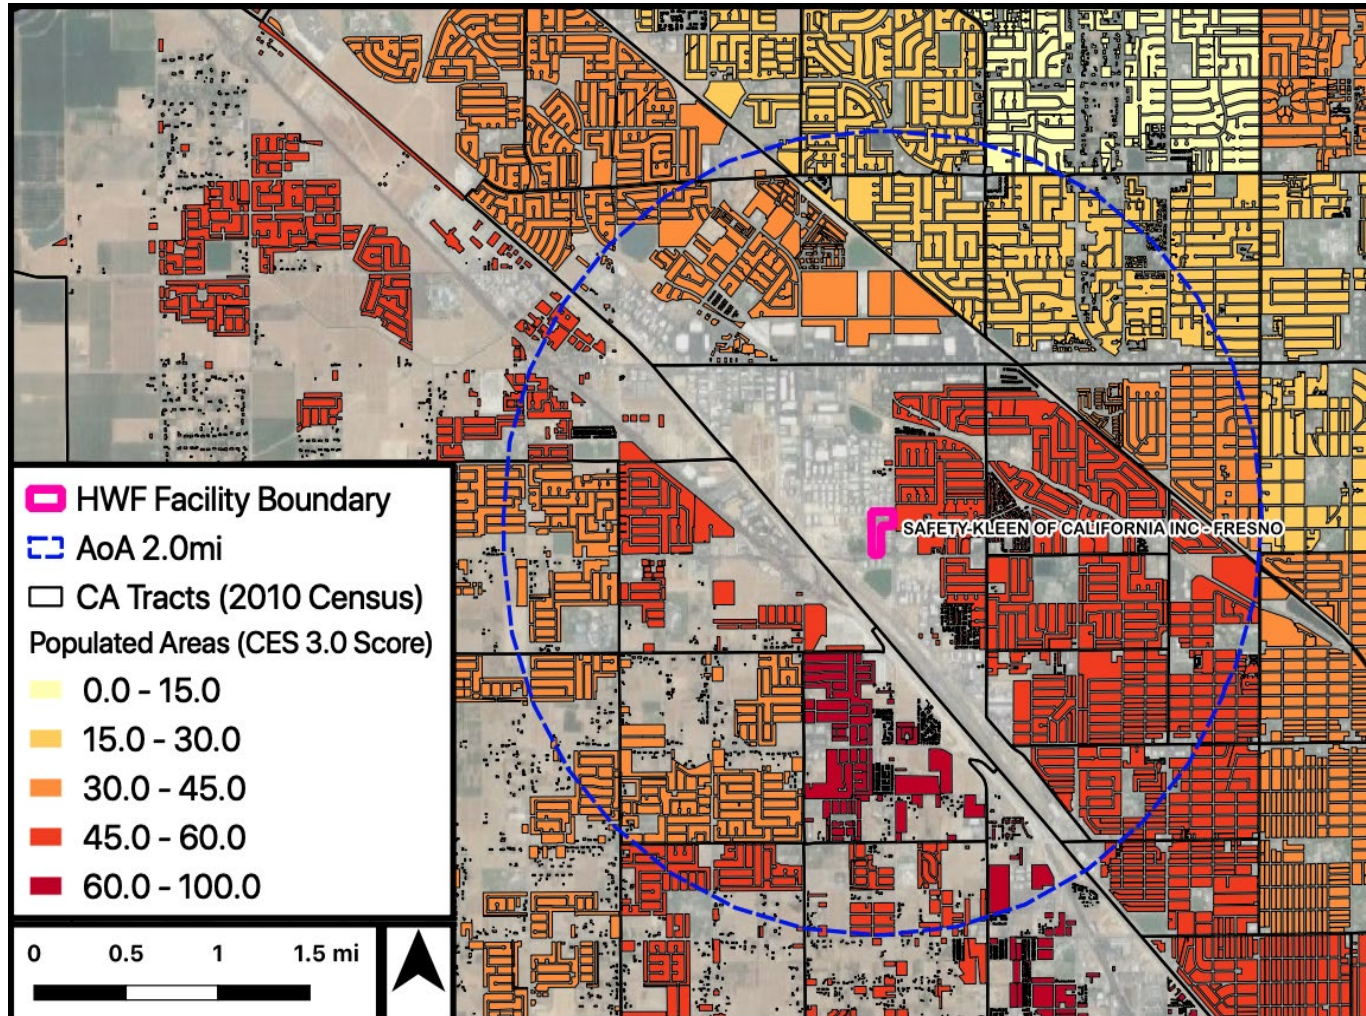 SAFETY-KLEEN OF CALIFORNIA INC - FRESNO
HWF Facility Boundary
AoA 2.0mi
CA Tracts (2010 Census)
Populated Areas (CES 3.0 Score)
0.0 - 15.0
15.0 - 30.0
30.0 - 45.0
45.0 - 60.0
60.0 - 100.0
0 0.5 1 1.5 mi